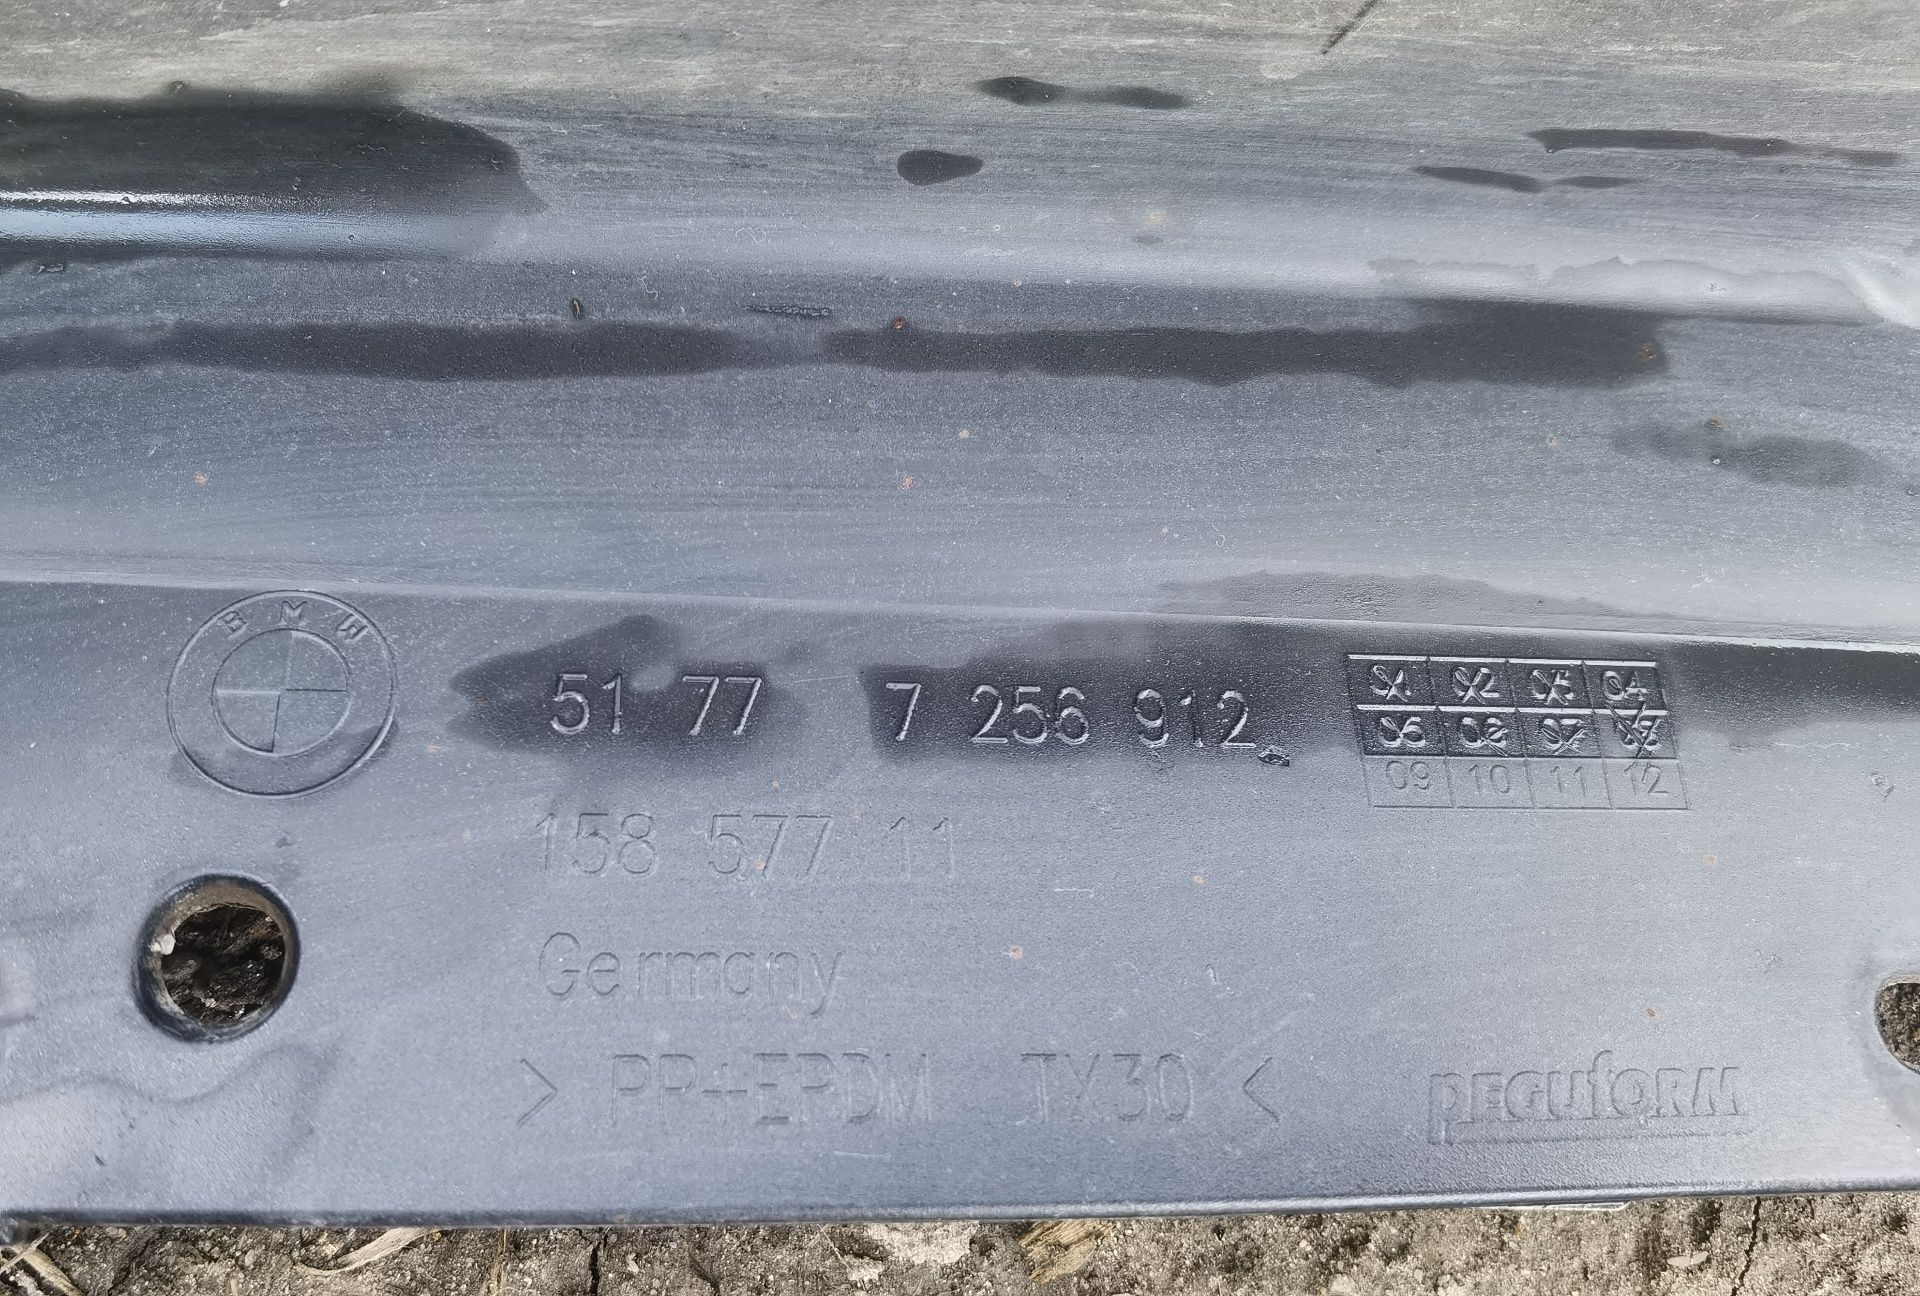 BMW
51 77 7 256 912
01 02 03 04
05 06 07 08
09 10 11 12
158 577 11
Germany
> PP+EPDM TX30 <
PEGUfORM